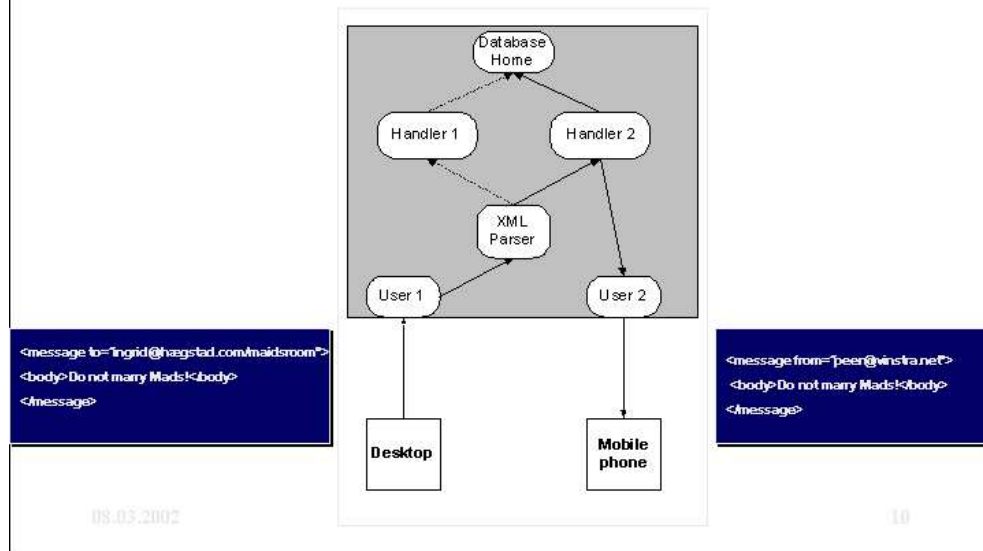 Database
Home
Handler 1
Handler 2
XML
Parser
User 1
User 2
<message to="ingrid@hægstad.com/maidsroom">
<body>Do not marry Mads!</body>
</message>
<message from="peer@vinstra.net">
<body>Do not marry Mads!</body>
</message>
Desktop
Mobile
phone
08.03.2002
10